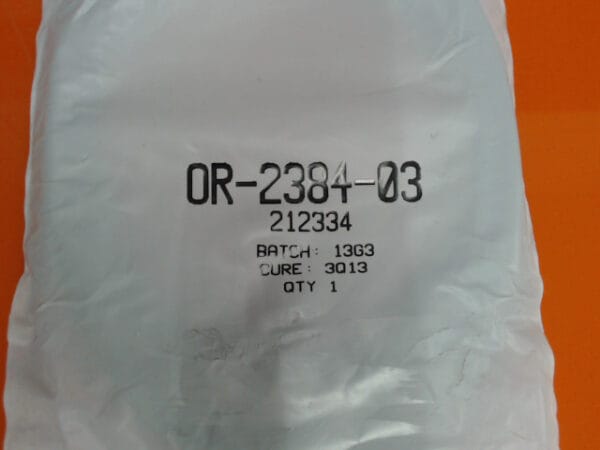 OR-2384-03
212334
BATCH: 13G3
CURE: 3Q13
QTY 1